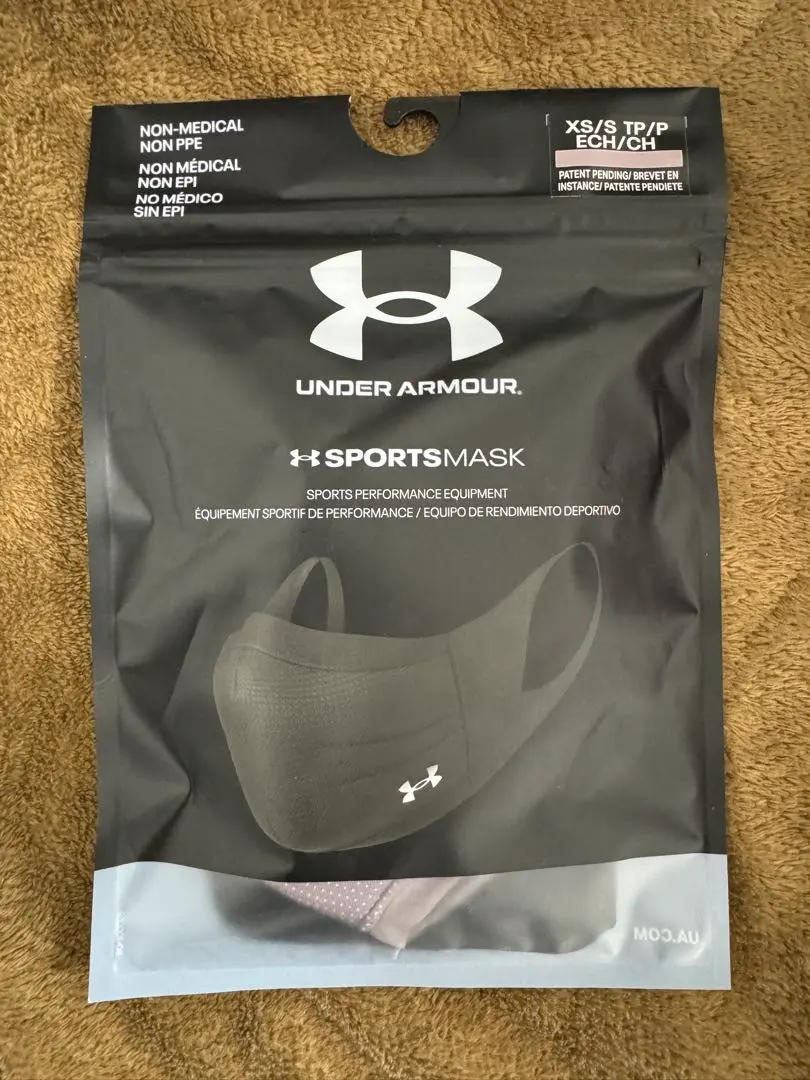 NON-MEDICAL
NON PPE
NON MÉDICAL
NON EPI
NO MÉDICO
SIN EPI
XS/S TP/P
ECH/CH
PATENT PENDING/ BREVET EN
INSTANCE/ PATENTE PENDIETE
UNDER ARMOUR®
SPORTSMASK
SPORTS PERFORMANCE EQUIPMENT
ÉQUIPEMENT SPORTIF DE PERFORMANCE / EQUIPO DE RENDIMIENTO DEPORTIVO
UA.COM